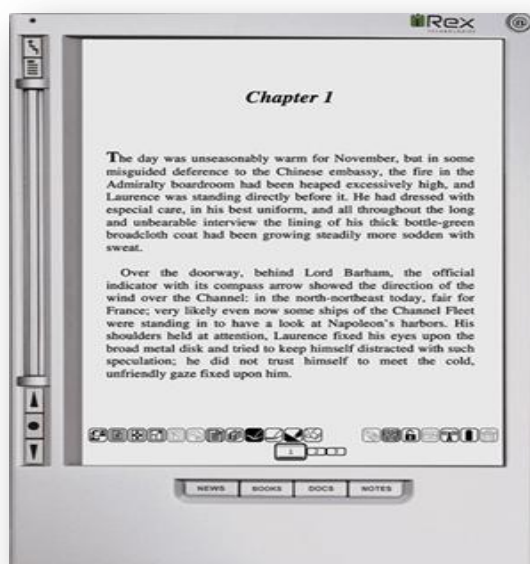 iRex
TECHNOLOGIES
Chapter 1
The day was unseasonably warm for November, but in some
misguided deference to the Chinese embassy, the fire in the
Admiralty boardroom had been heaped excessively high, and
Laurence was standing directly before it. He had dressed with
especial care, in his best uniform, and all throughout the long
and unbearable interview the lining of his thick bottle-green
broadcloth coat had been growing steadily more sodden with
sweat.
Over the doorway, behind Lord Barham, the official
indicator with its compass arrow showed the direction of the
wind over the Channel: in the north-northeast today, fair for
France; very likely even now some ships of the Channel Fleet
were standing in to have a look at Napoleon's harbors. His
shoulders held at attention, Laurence fixed his eyes upon the
broad metal disk and tried to keep himself distracted with such
speculation; he did not trust himself to meet the cold,
unfriendly gaze fixed upon him.
1
NEWS BOOKS DOCS NOTES